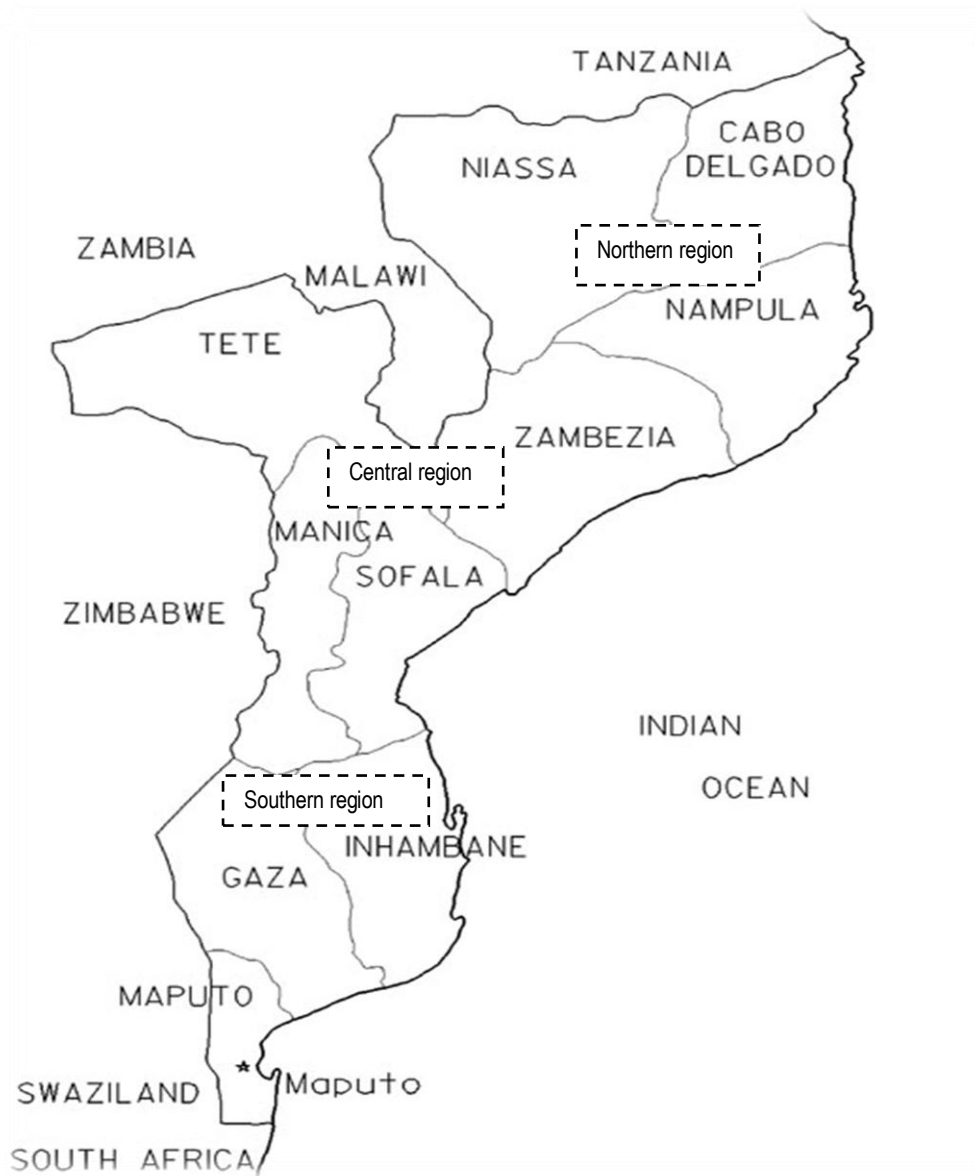 TANZANIA
CABO
DELGADO
NIASSA
Northern region
ZAMBIA
MALAWI
NAMPULA
TETE
ZAMBEZIA
Central region
MANICA
SOFALA
ZIMBABWE
INDIAN
OCEAN
Southern region
INHAMBANE
GAZA
MAPUTO
Maputo
SWAZILAND
SOUTH AFRICA